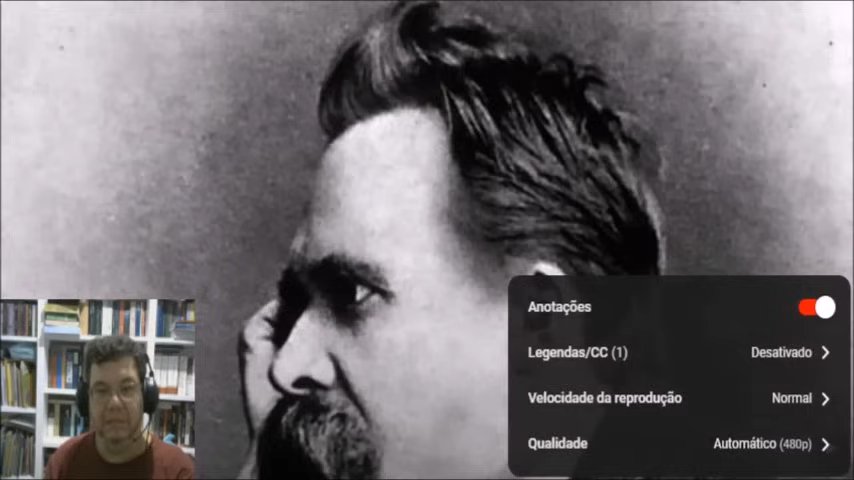 Anotações
Legendas/CC (1) Desativado
Velocidade da reprodução Normal
Qualidade Automático (480p)